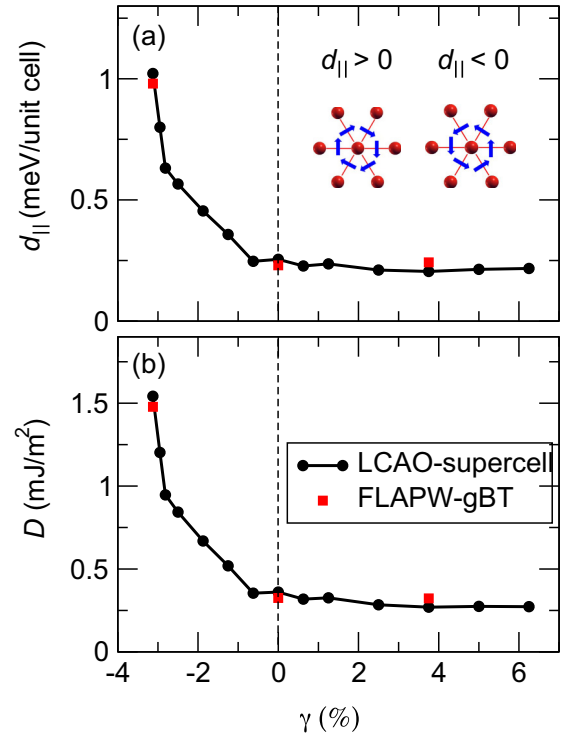 (a)
d|| > 0
d|| < 0
1
0.5
0
d|| (meV/unit cell)
(b)
1.5
1
0.5
0
D (mJ/m²)
LCAO-supercell
FLAPW-gBT
-4
-2
0
2
4
6
γ (%)